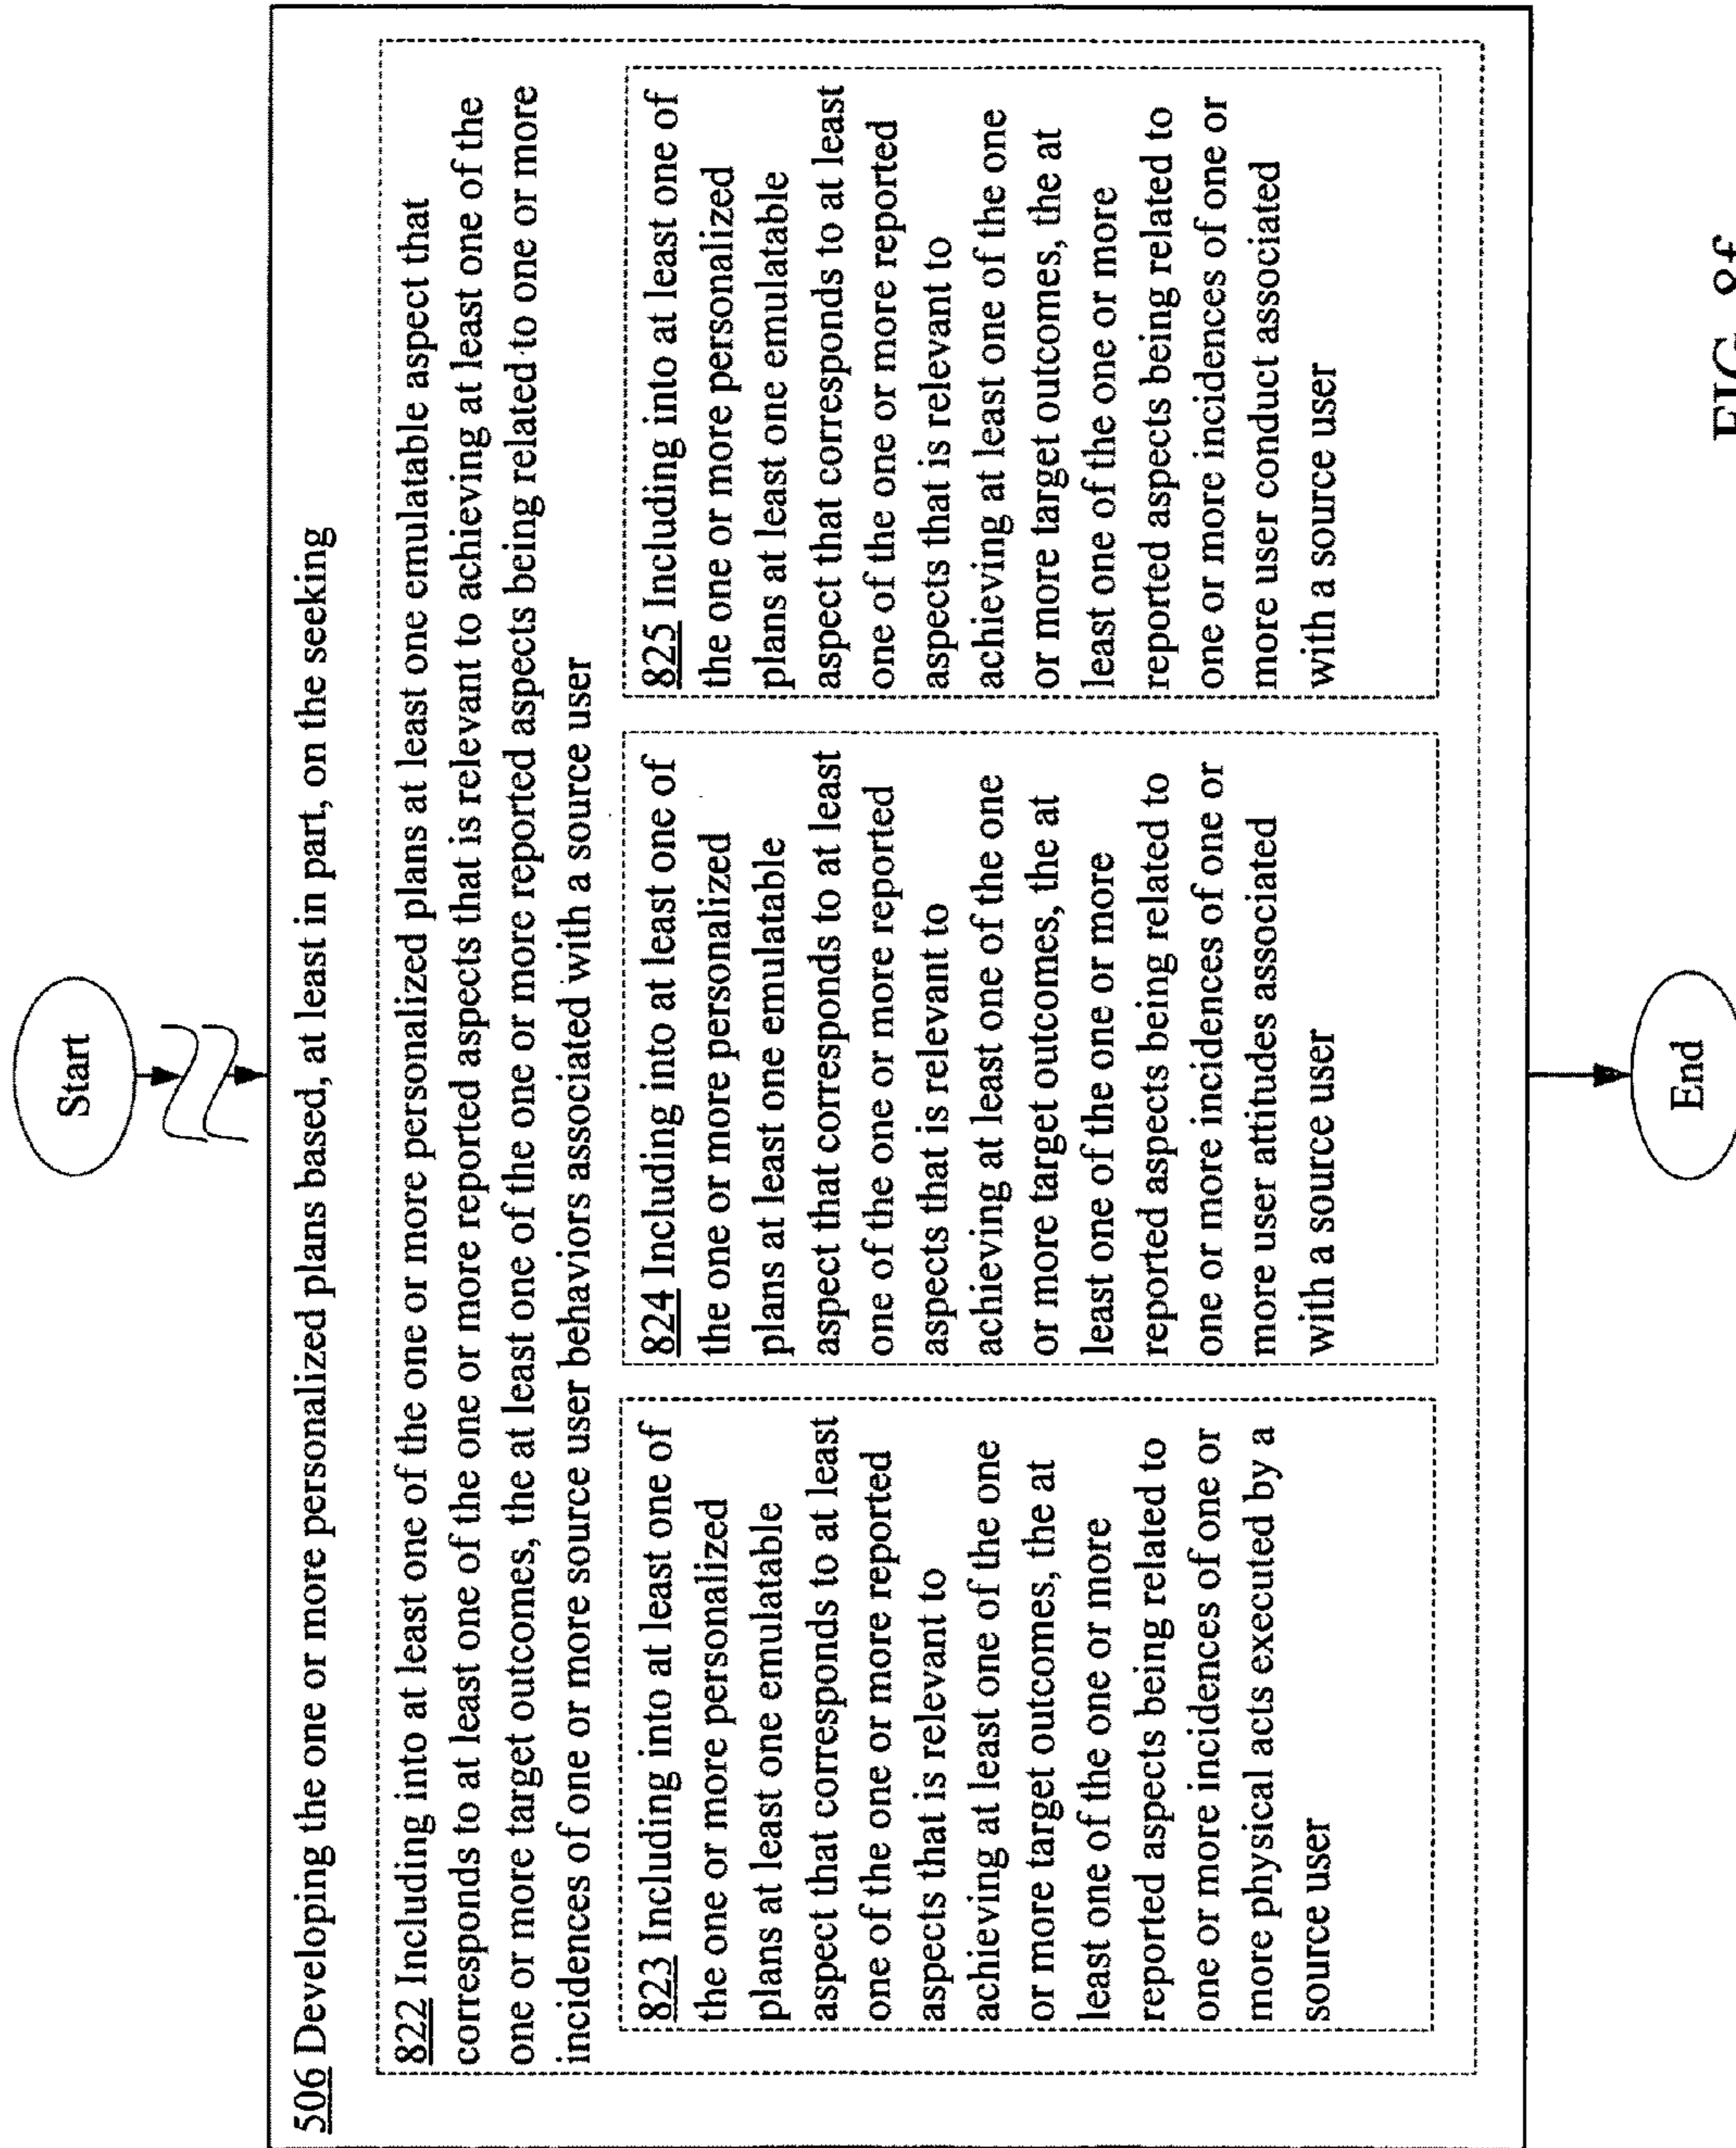 Start
506 Developing the one or more personalized plans based, at least in part, on the seeking
822 Including into at least one of the one or more personalized plans at least one emulatable aspect that
corresponds to at least one of the one or more reported aspects that is relevant to achieving at least one of the
one or more target outcomes, the at least one of the one or more reported aspects being related to one or more
incidences of one or more source user behaviors associated with a source user
823 Including into at least one of
the one or more personalized
plans at least one emulatable
aspect that corresponds to at least
one of the one or more reported
aspects that is relevant to
achieving at least one of the one
or more target outcomes, the at
least one of the one or more
reported aspects being related to
one or more incidences of one or
more physical acts executed by a
source user
824 Including into at least one of
the one or more personalized
plans at least one emulatable
aspect that corresponds to at least
one of the one or more reported
aspects that is relevant to
achieving at least one of the one
or more target outcomes, the at
least one of the one or more
reported aspects being related to
one or more incidences of one or
more user attitudes associated
with a source user
825 Including into at least one of
the one or more personalized
plans at least one emulatable
aspect that corresponds to at least
one of the one or more reported
aspects that is relevant to
achieving at least one of the one
or more target outcomes, the at
least one of the one or more
reported aspects being related to
one or more incidences of one or
more user conduct associated
with a source user
End
FIG. 8f